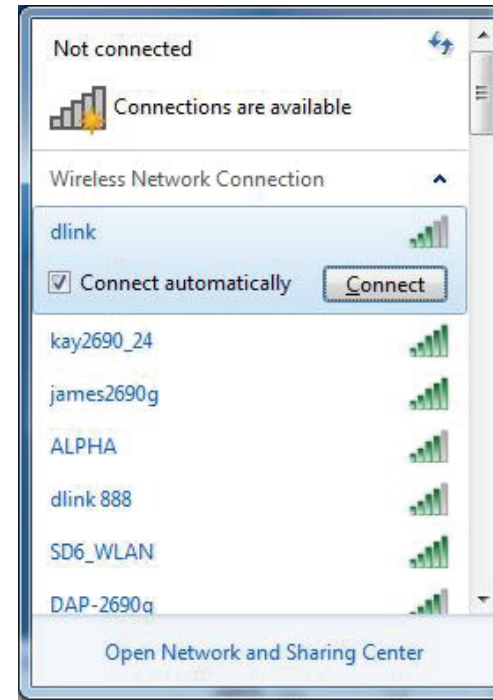 Not connected
Connections are available
Wireless Network Connection
dlink
Connect automatically
Connect
kay2690_24
james2690g
ALPHA
dlink 888
SD6_WLAN
DAP-2690g
Open Network and Sharing Center